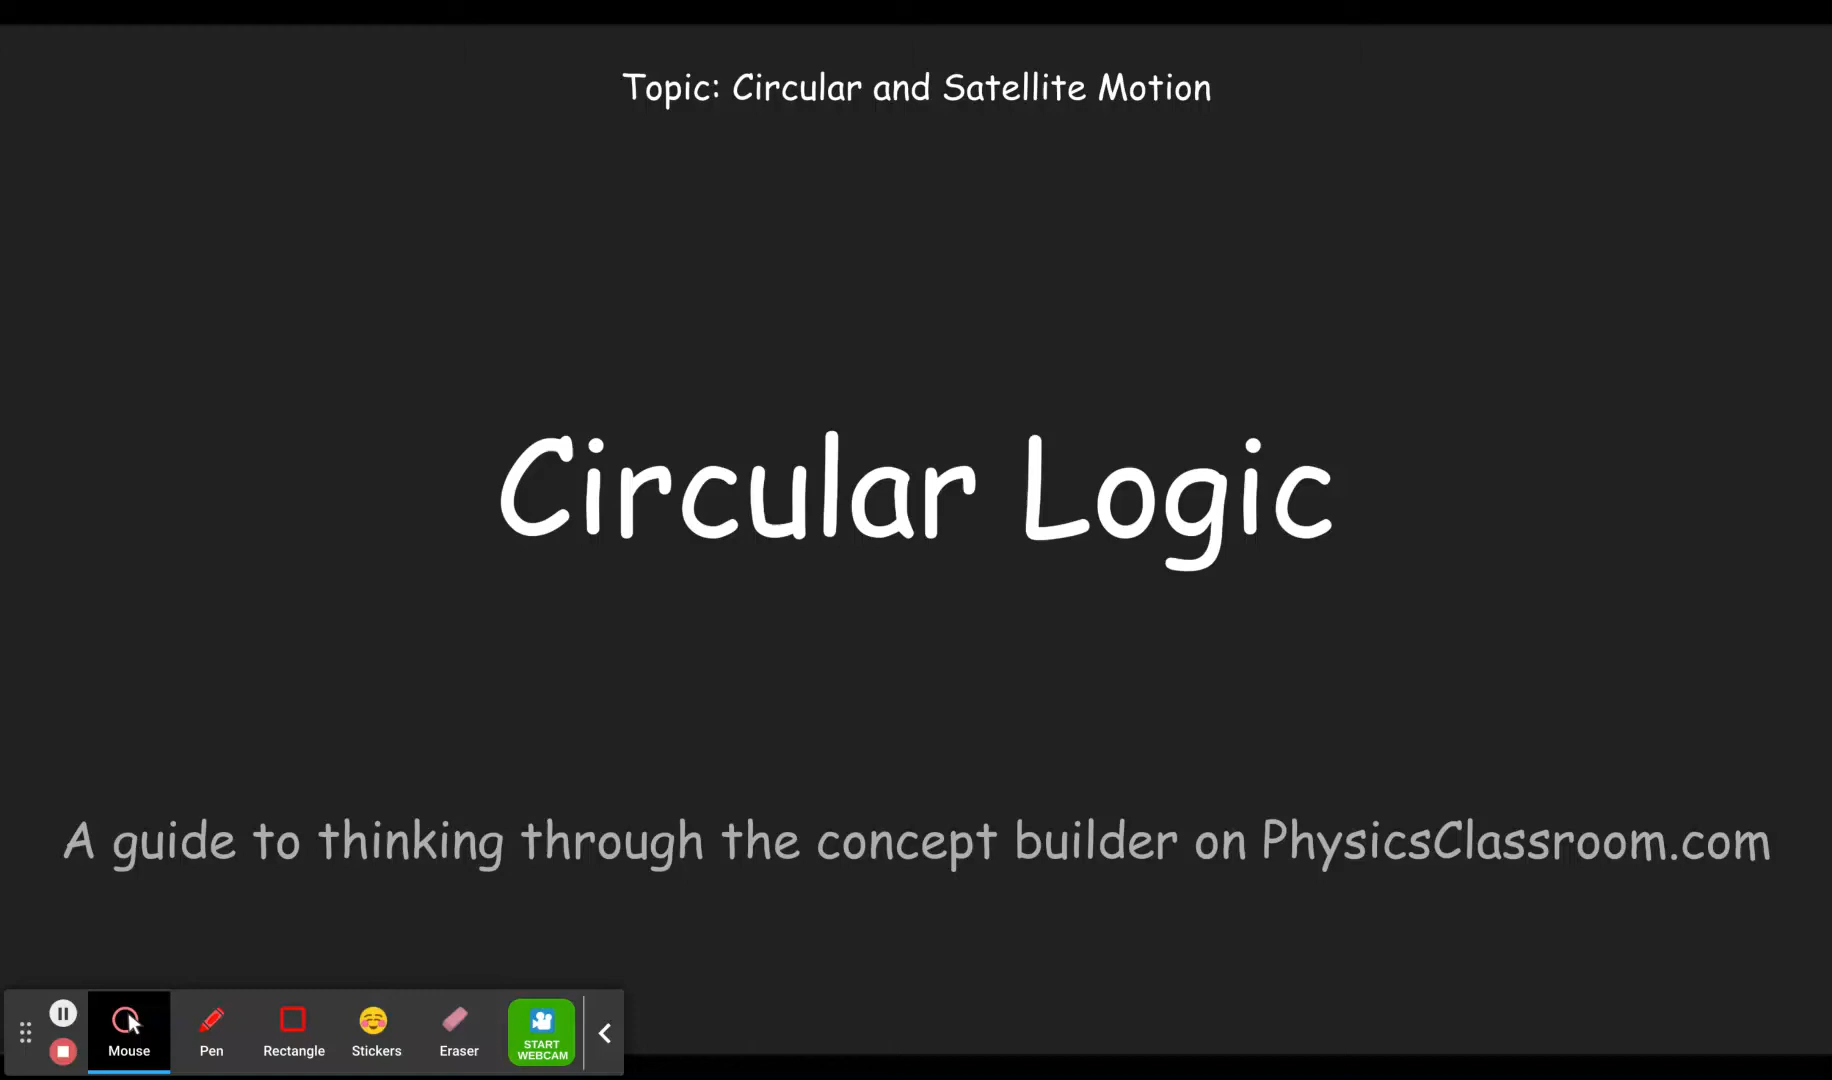 Topic: Circular and Satellite Motion
Circular Logic
A guide to thinking through the concept builder on PhysicsClassroom.com
Mouse
Pen
Rectangle
Stickers
Eraser
START
WEBCAM